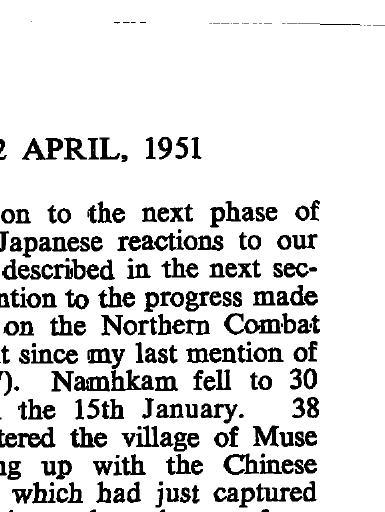 2 APRIL, 1951
on to the next phase of
Japanese reactions to our
described in the next sec-
ntion to the progress made
on the Northern Combat
t since my last mention of
). Namhkam fell to 30
the 15th January. 38
tered the village of Muse
ng up with the Chinese
which had just captured